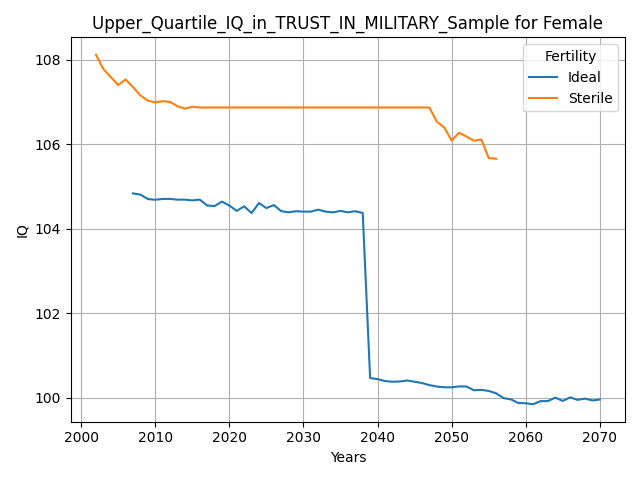 Upper_Quartile_IQ_in_TRUST_IN_MILITARY_Sample for Female
Fertility
Ideal
Sterile
108
106
104
102
100
IQ
2000 2010 2020 2030 2040 2050 2060 2070
Years